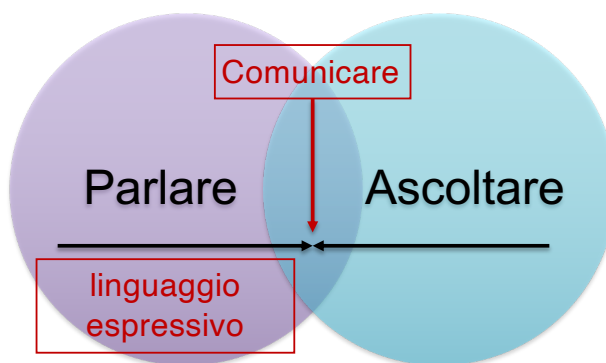 Comunicare
Parlare
Ascoltare
linguaggio
espressivo